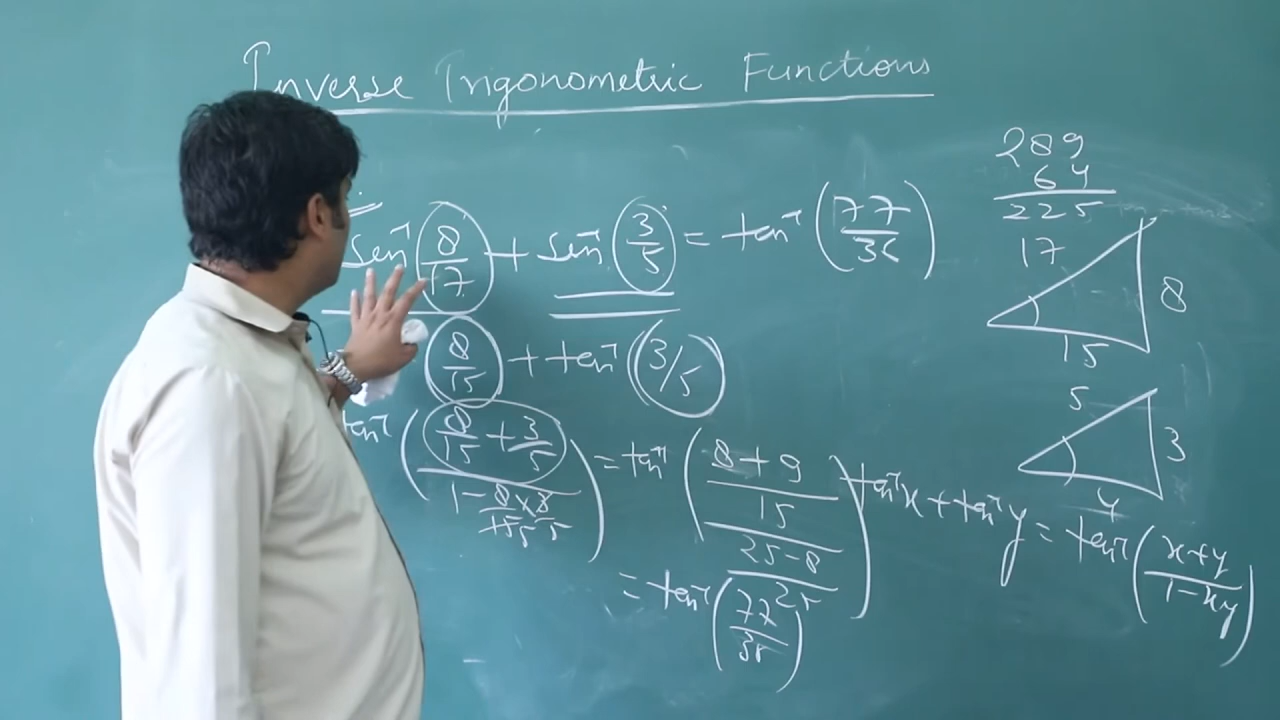 Inverse Trigonometric Functions
sin⁻¹(8/17) + sin⁻¹(3/5) = tan⁻¹(77/36)
(8/15) + tan⁻¹(3/5)
tan⁻¹((8/15 + 3/5)/(1 - 8/15 × 3/5)) = tan⁻¹(((8 + 9)/15)/((25 - 8)/25))
= tan⁻¹(77/36)
289
64
225
17
8
15
5
3
4
tan⁻¹x + tan⁻¹y = tan⁻¹((x+y)/(1-xy))